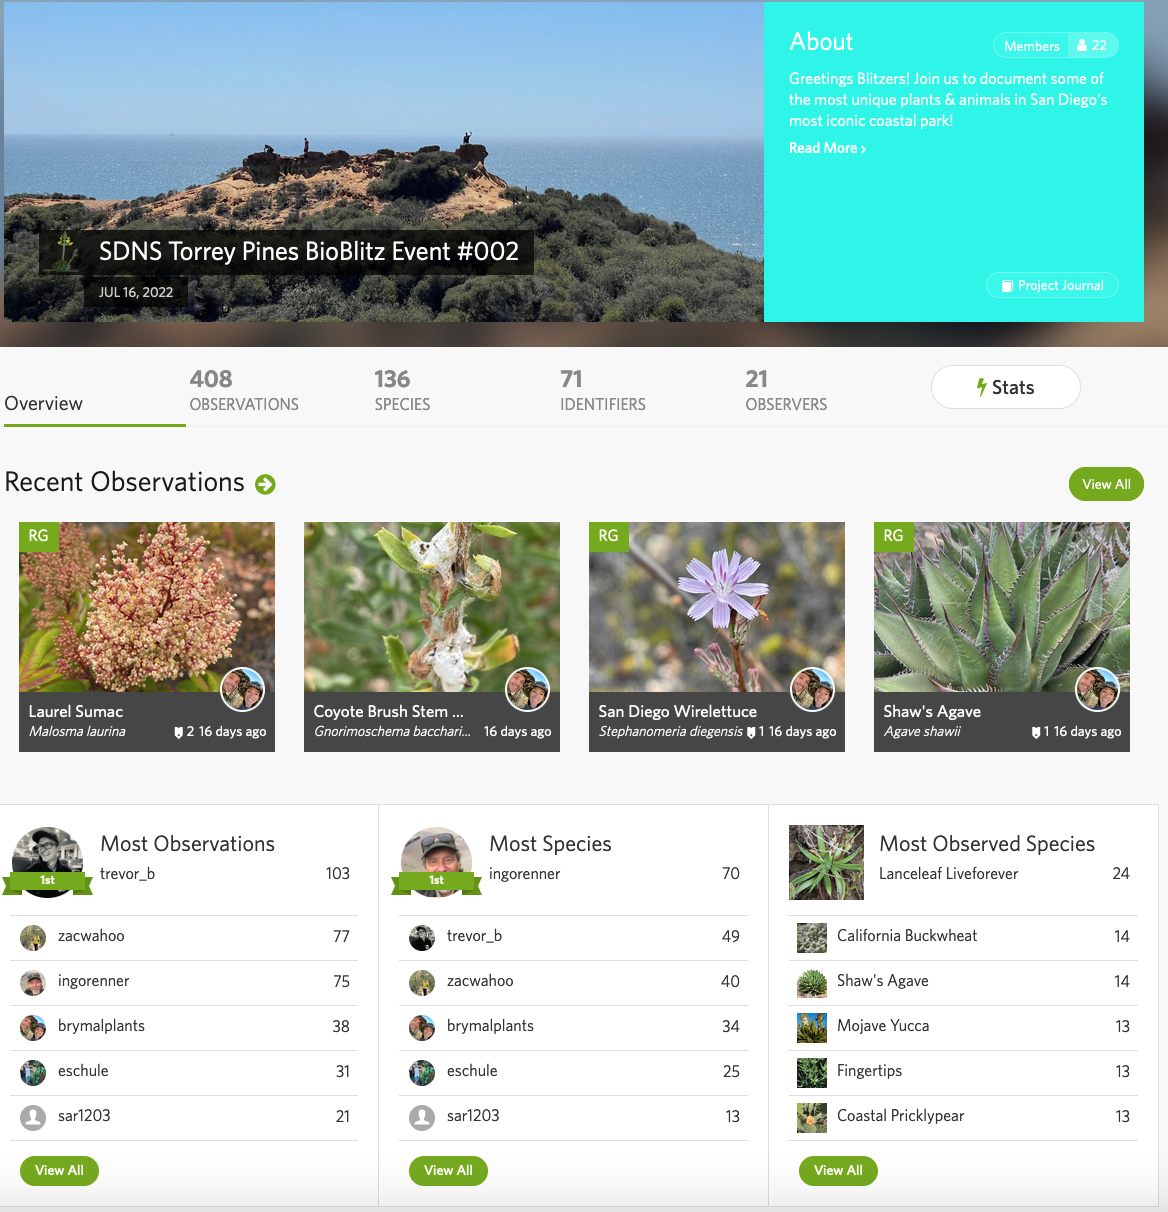 About
Members 22
Greetings Blitzers! Join us to document some of
the most unique plants & animals in San Diego's
most iconic coastal park!
Read More ›
SDNS Torrey Pines BioBlitz Event #002
JUL 16, 2022
Project Journal
Overview
408
OBSERVATIONS
136
SPECIES
71
IDENTIFIERS
21
OBSERVERS
Stats
Recent Observations
View All
RG
Laurel Sumac
Malosma laurina
2 16 days ago
Coyote Brush Stem ...
Gnorimoschema bacchari...
16 days ago
RG
San Diego Wirelettuce
Stephanomeria diegensis
1 16 days ago
RG
Shaw's Agave
Agave shawii
1 16 days ago
Most Observations
1st
trevor_b 103
zacwahoo 77
ingorenner 75
brymalplants 38
eschule 31
sar1203 21
View All
Most Species
1st
ingorenner 70
trevor_b 49
zacwahoo 40
brymalplants 34
eschule 25
sar1203 13
View All
Most Observed Species
Lanceleaf Liveforever 24
California Buckwheat 14
Shaw's Agave 14
Mojave Yucca 13
Fingertips 13
Coastal Pricklypear 13
View All